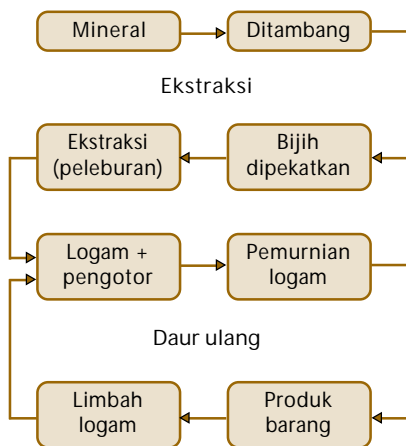 Mineral
Ditambang
Ekstraksi
Ekstraksi
(peleburan)
Bijih
dipekatkan
Logam +
pengotor
Pemurnian
logam
Daur ulang
Limbah
logam
Produk
barang